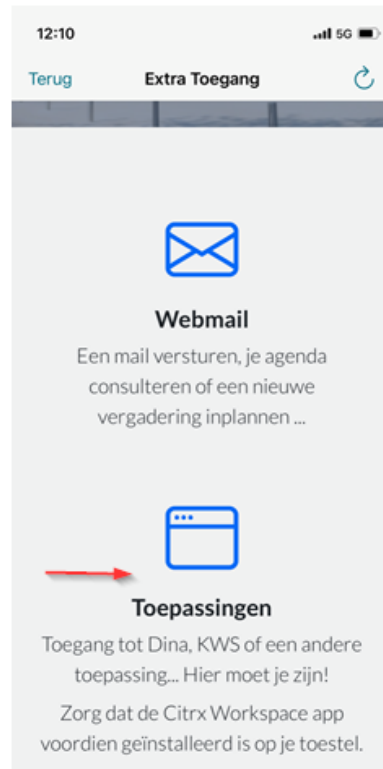 12:10
5G
Terug
Extra Toegang
Webmail
Een mail versturen, je agenda
consulteren of een nieuwe
vergadering inplannen ...
Toepassingen
Toegang tot Dina, KWS of een andere
toepassing... Hier moet je zijn!
Zorg dat de Citrx Workspace app
voordien geïnstalleerd is op je toestel.